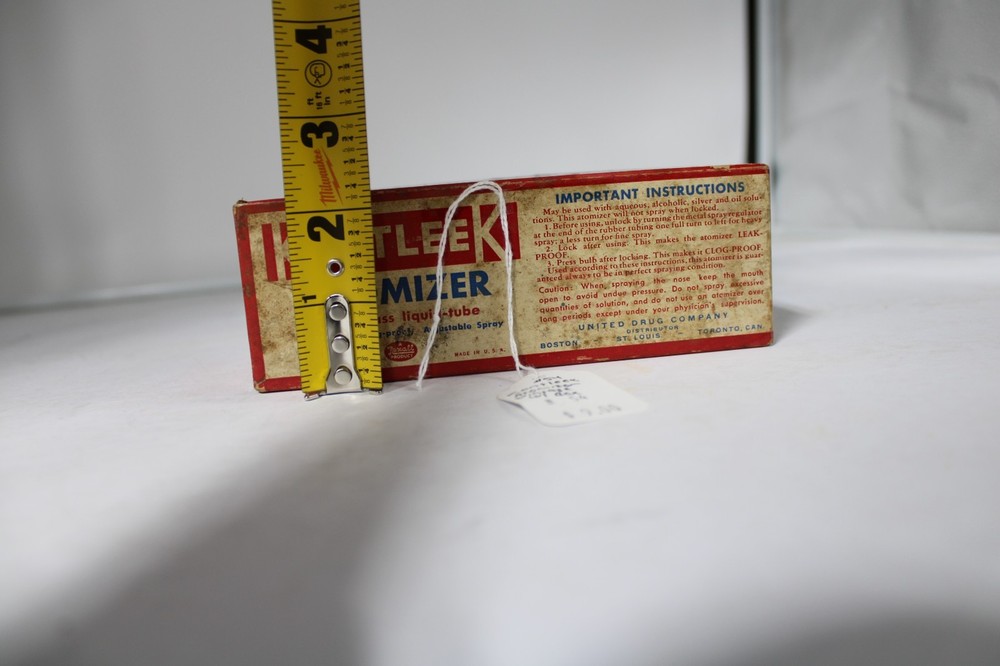 4
ft
16 ft
in
3
Milwaukee
2
1
K TLEEK
MIZER
ass liquid-tube
-proof. Adjustable Spray
MADE IN U.S.A.
IMPORTANT INSTRUCTIONS
May be used with aqueous, alcoholic, silver and oil solu-
tions. This atomizer will not spray when locked.
1. Before using, unlock by turning the metal spray regulator
at the end of the rubber tubing one full turn to left for heavy
spray; a less turn for fine spray.
2. Lock after using. This makes the atomizer LEAK-
PROOF.
3. Press bulb after locking. This makes it CLOG-PROOF.
Used according to these instructions, this atomizer is guar-
anteed always to be in perfect spraying condition.
Caution: When spraying the nose keep the mouth
open to avoid undue pressure. Do not spray excessive
quantities of solution, and do not use an atomizer over
long periods except under your physician's supervision.
UNITED DRUG COMPANY
DISTRIBUTOR
BOSTON ST. LOUIS TORONTO, CAN.